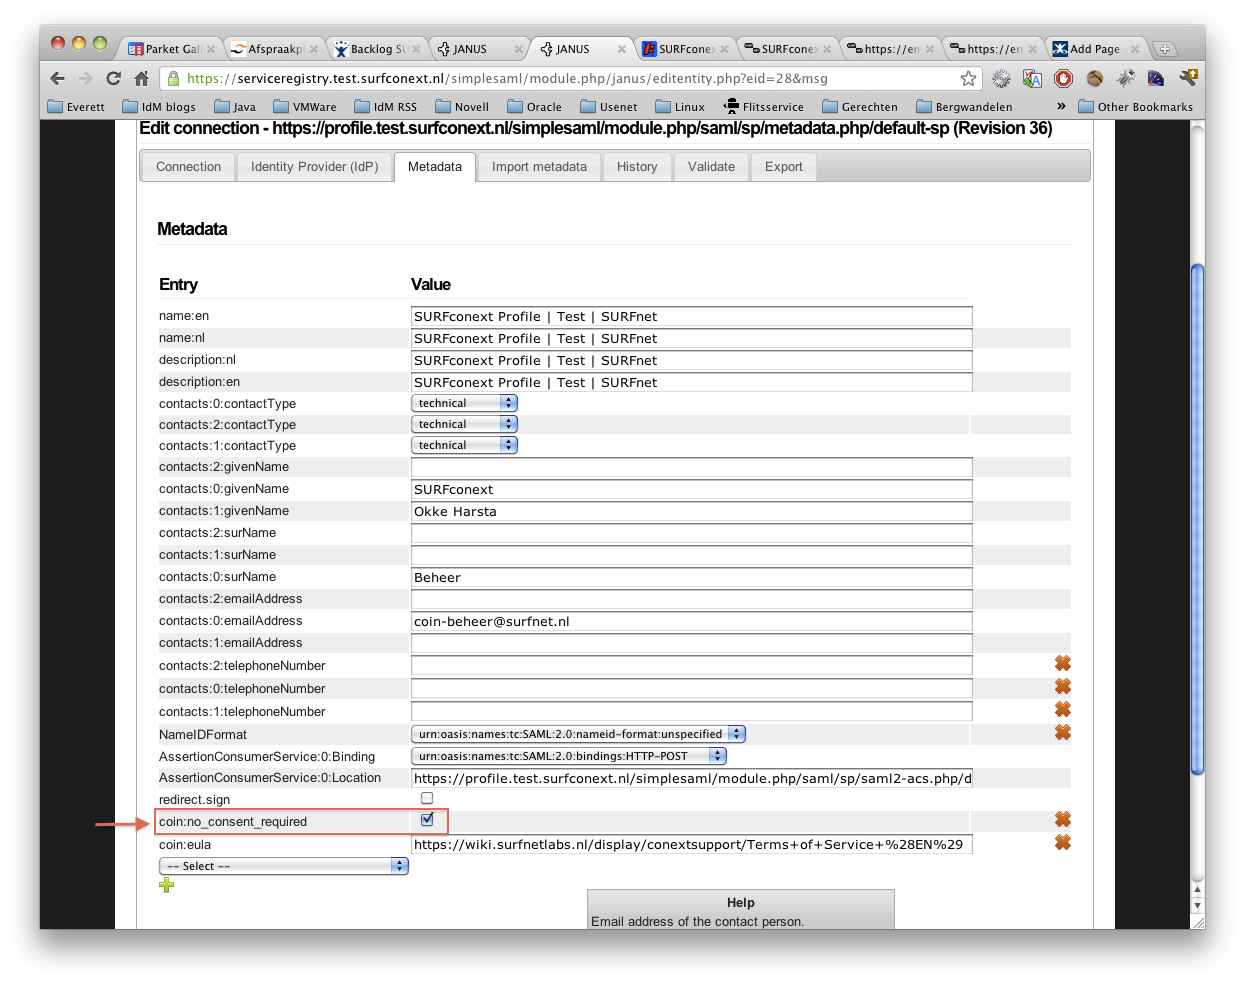 Parket Gal
Afspraakp
Backlog SU
JANUS
JANUS
SURFconex
SURFconex
https://en
https://en
Add Page -
https://serviceregistry.test.surfconext.nl/simplesaml/module.php/janus/editentity.php?eid=28&msg
Everett
IdM blogs
Java
VMWare
IdM RSS
Novell
Oracle
Usenet
Linux
Flitsservice
Gerechten
Bergwandelen
»
Other Bookmarks
Edit connection - https://profile.test.surfconext.nl/simplesaml/module.php/saml/sp/metadata.php/default-sp (Revision 36)
Connection
Identity Provider (IdP)
Metadata
Import metadata
History
Validate
Export
Metadata
Entry Value
name:en SURFconext Profile | Test | SURFnet
name:nl SURFconext Profile | Test | SURFnet
description:nl SURFconext Profile | Test | SURFnet
description:en SURFconext Profile | Test | SURFnet
contacts:0:contactType technical
contacts:2:contactType technical
contacts:1:contactType technical
contacts:2:givenName
contacts:0:givenName SURFconext
contacts:1:givenName Okke Harsta
contacts:2:surName
contacts:1:surName
contacts:0:surName Beheer
contacts:2:emailAddress
contacts:0:emailAddress coin-beheer@surfnet.nl
contacts:1:emailAddress
contacts:2:telephoneNumber
contacts:0:telephoneNumber
contacts:1:telephoneNumber
NameIDFormat urn:oasis:names:tc:SAML:2.0:nameid-format:unspecified
AssertionConsumerService:0:Binding urn:oasis:names:tc:SAML:2.0:bindings:HTTP-POST
AssertionConsumerService:0:Location https://profile.test.surfconext.nl/simplesaml/module.php/saml/sp/saml2-acs.php/d
redirect.sign
coin:no_consent_required
coin:eula https://wiki.surfnetlabs.nl/display/conextsupport/Terms+of+Service+%28EN%29
-- Select --
Help
Email address of the contact person.